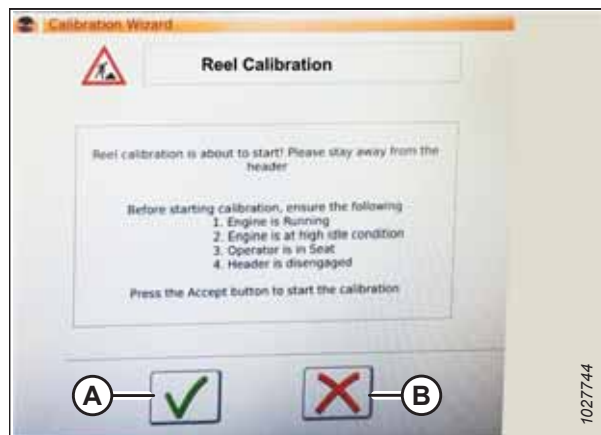 Calibration Wizard
Reel Calibration
Reel calibration is about to start! Please stay away from the
header
Before starting calibration, ensure the following
1. Engine is Running
2. Engine is at high idle condition
3. Operator is in Seat
4. Header is disengaged
Press the Accept button to start the calibration
A
B
1027744